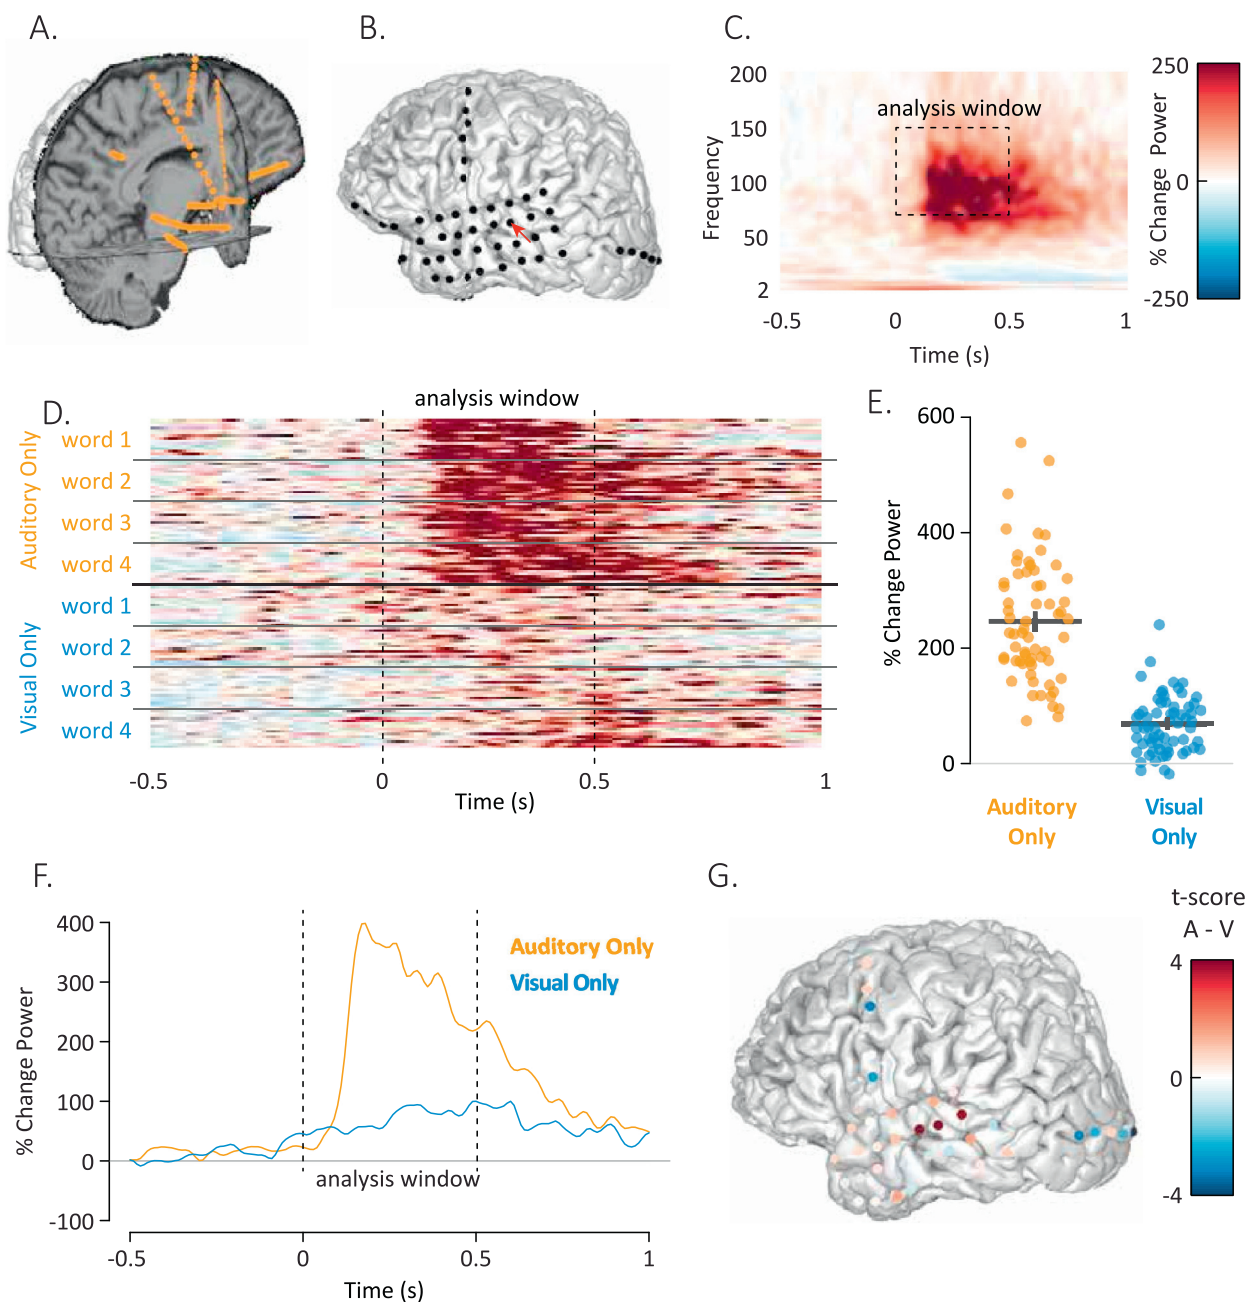 A.
B.
C.
200
150
100
50
2
Frequency
analysis window
-0.5
0
0.5
1
Time (s)
250
0
-250
% Change Power
D.
analysis window
Auditory Only
word 1
word 2
word 3
word 4
Visual Only
word 1
word 2
word 3
word 4
-0.5
0
0.5
1
Time (s)
E.
600
400
200
0
% Change Power
Auditory
Only
Visual
Only
F.
400
300
200
100
0
-100
% Change Power
Auditory Only
Visual Only
analysis window
-0.5
0
0.5
1
Time (s)
G.
t-score
A - V
4
0
-4